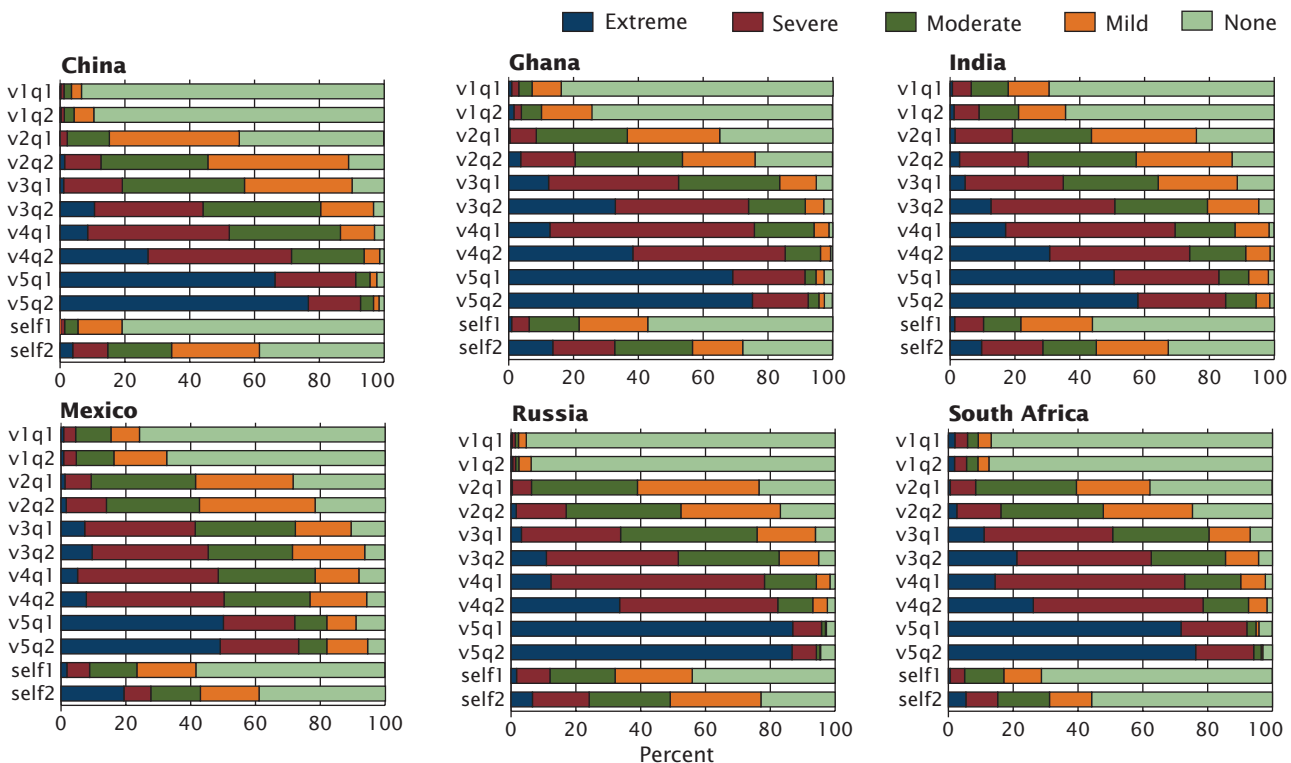 Extreme Severe Moderate Mild None
China Ghana India
v1q1 v1q1 v1q1
v1q2 v1q2 v1q2
v2q1 v2q1 v2q1
v2q2 v2q2 v2q2
v3q1 v3q1 v3q1
v3q2 v3q2 v3q2
v4q1 v4q1 v4q1
v4q2 v4q2 v4q2
v5q1 v5q1 v5q1
v5q2 v5q2 v5q2
self1 self1 self1
self2 self2 self2
0 20 40 60 80 100 0 20 40 60 80 100 0 20 40 60 80 100
Mexico Russia South Africa
v1q1 v1q1 v1q1
v1q2 v1q2 v1q2
v2q1 v2q1 v2q1
v2q2 v2q2 v2q2
v3q1 v3q1 v3q1
v3q2 v3q2 v3q2
v4q1 v4q1 v4q1
v4q2 v4q2 v4q2
v5q1 v5q1 v5q1
v5q2 v5q2 v5q2
self1 self1 self1
self2 self2 self2
0 20 40 60 80 100 0 20 40 60 80 100 0 20 40 60 80 100
Percent